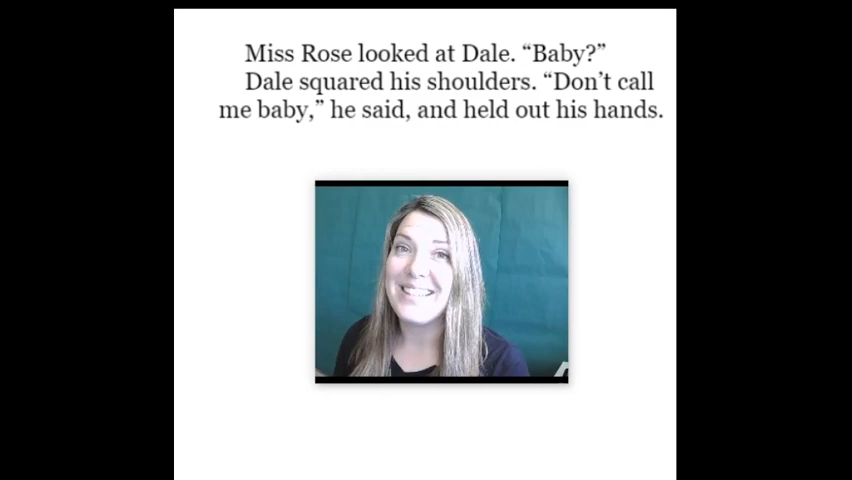 Miss Rose looked at Dale. “Baby?”
Dale squared his shoulders. “Don’t call
me baby,” he said, and held out his hands.